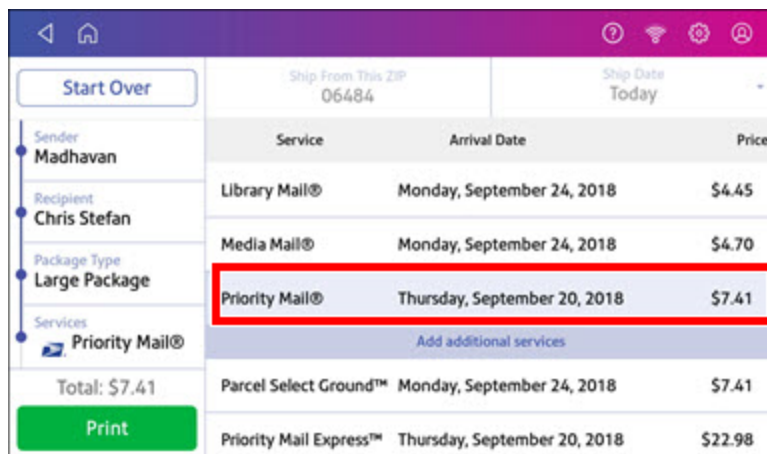 Start Over
Sender
Madhavan
Recipient
Chris Stefan
Package Type
Large Package
Services
Priority Mail®
Total: $7.41
Print
Ship From This ZIP
06484
Ship Date
Today
Service Arrival Date Price
Library Mail® Monday, September 24, 2018 $4.45
Media Mail® Monday, September 24, 2018 $4.70
Priority Mail® Thursday, September 20, 2018 $7.41
Add additional services
Parcel Select Ground™ Monday, September 24, 2018 $7.41
Priority Mail Express™ Thursday, September 20, 2018 $22.98